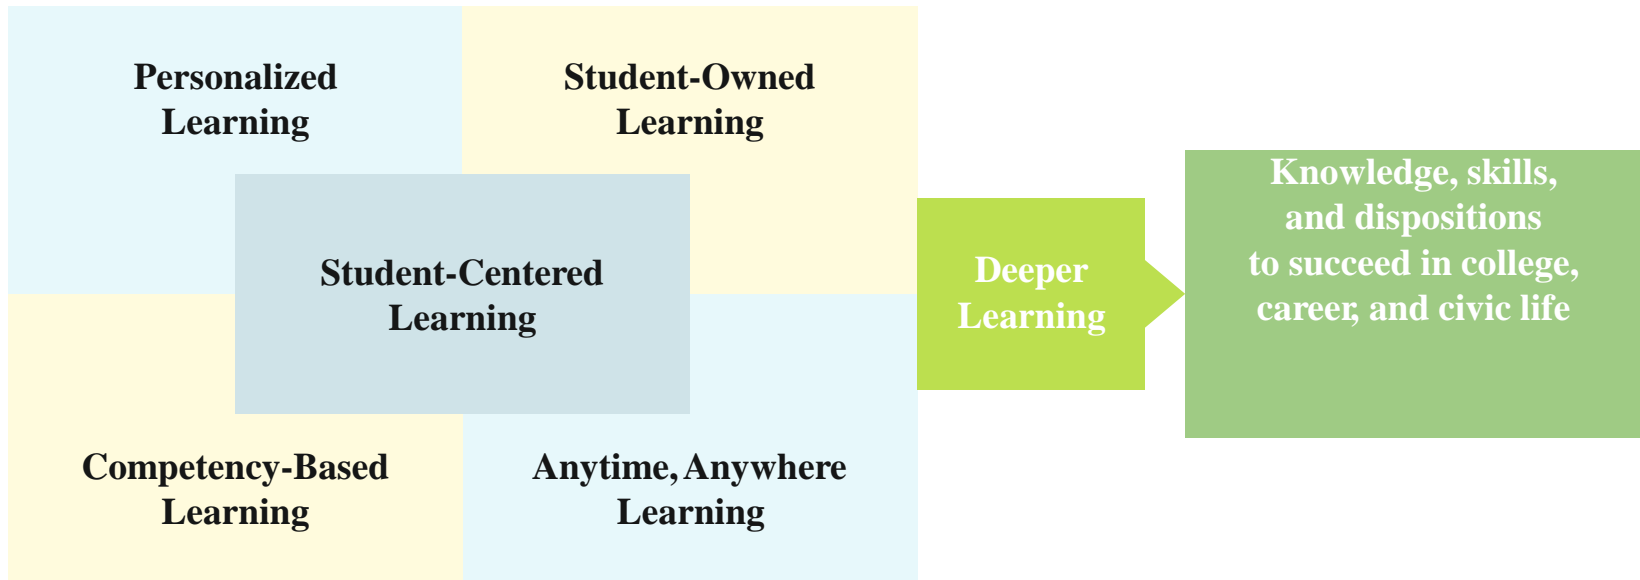 Personalized
Learning
Student-Owned
Learning
Student-Centered
Learning
Competency-Based
Learning
Anytime, Anywhere
Learning
Deeper
Learning
Knowledge, skills,
and dispositions
to succeed in college,
career, and civic life